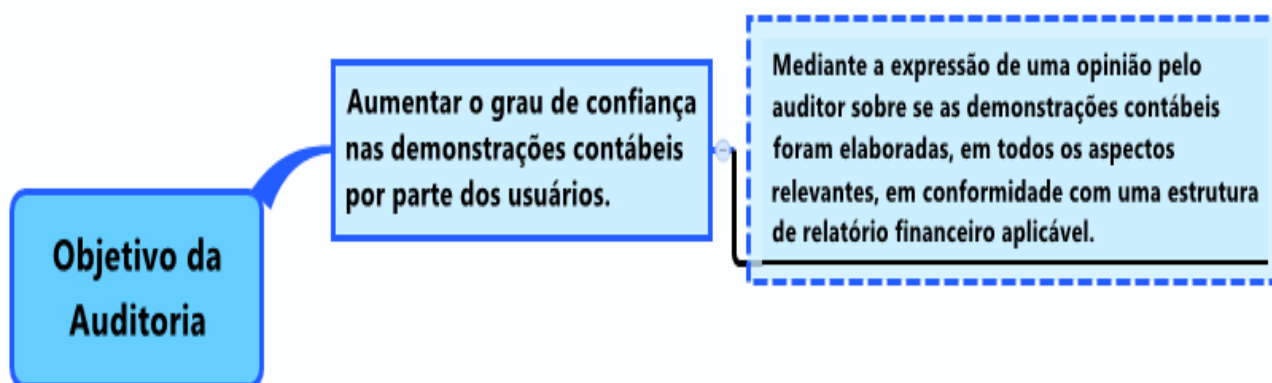 Objetivo da
Auditoria
Aumentar o grau de confiança
nas demonstrações contábeis
por parte dos usuários.
Mediante a expressão de uma opinião pelo
auditor sobre se as demonstrações contábeis
foram elaboradas, em todos os aspectos
relevantes, em conformidade com uma estrutura
de relatório financeiro aplicável.